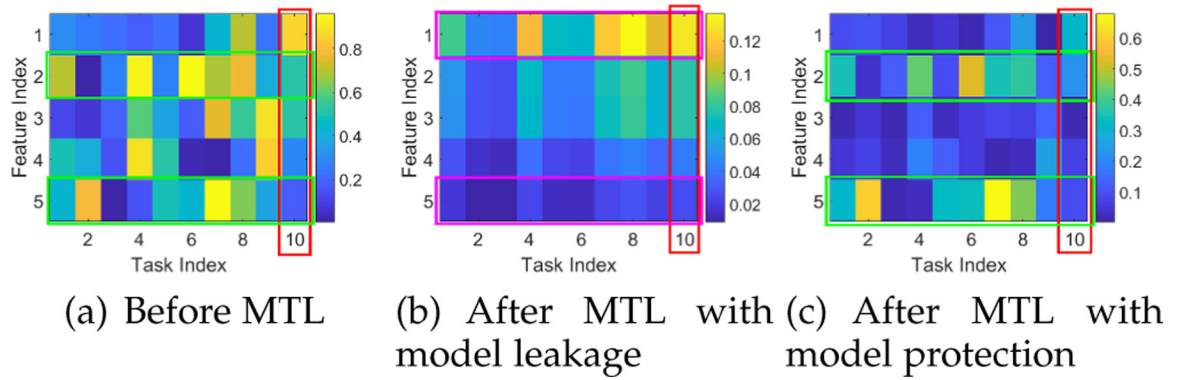 Feature Index
1
2
3
4
5
2 4 6 8 10
Task Index
0.8
0.6
0.4
0.2
(a) Before MTL
Feature Index
1
2
3
4
5
2 4 6 8 10
Task Index
0.12
0.1
0.08
0.06
0.04
0.02
(b) After MTL with
model leakage
Feature Index
1
2
3
4
5
2 4 6 8 10
Task Index
0.6
0.5
0.4
0.3
0.2
0.1
(c) After MTL with
model protection